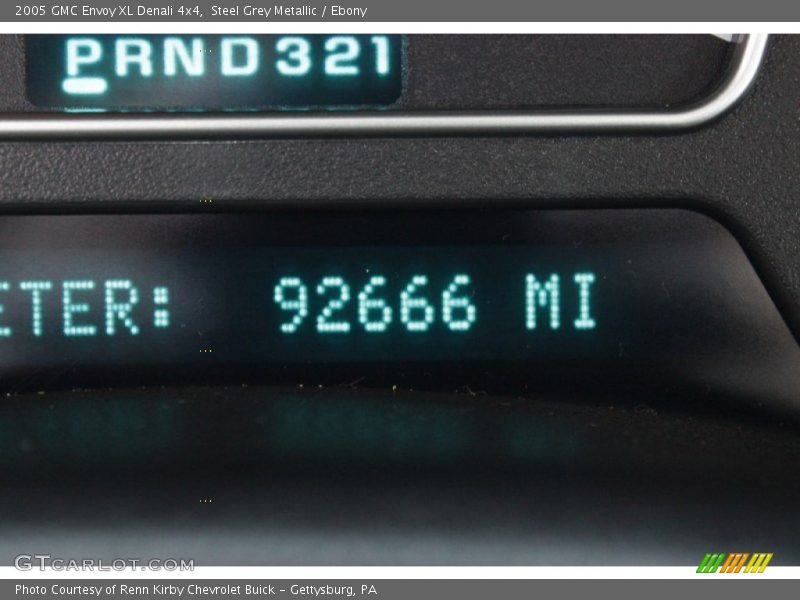 2005 GMC Envoy XL Denali 4x4, Steel Grey Metallic / Ebony
PRND321
ETER: 92666 MI
GTCARLOT.COM
Photo Courtesy of Renn Kirby Chevrolet Buick – Gettysburg, PA